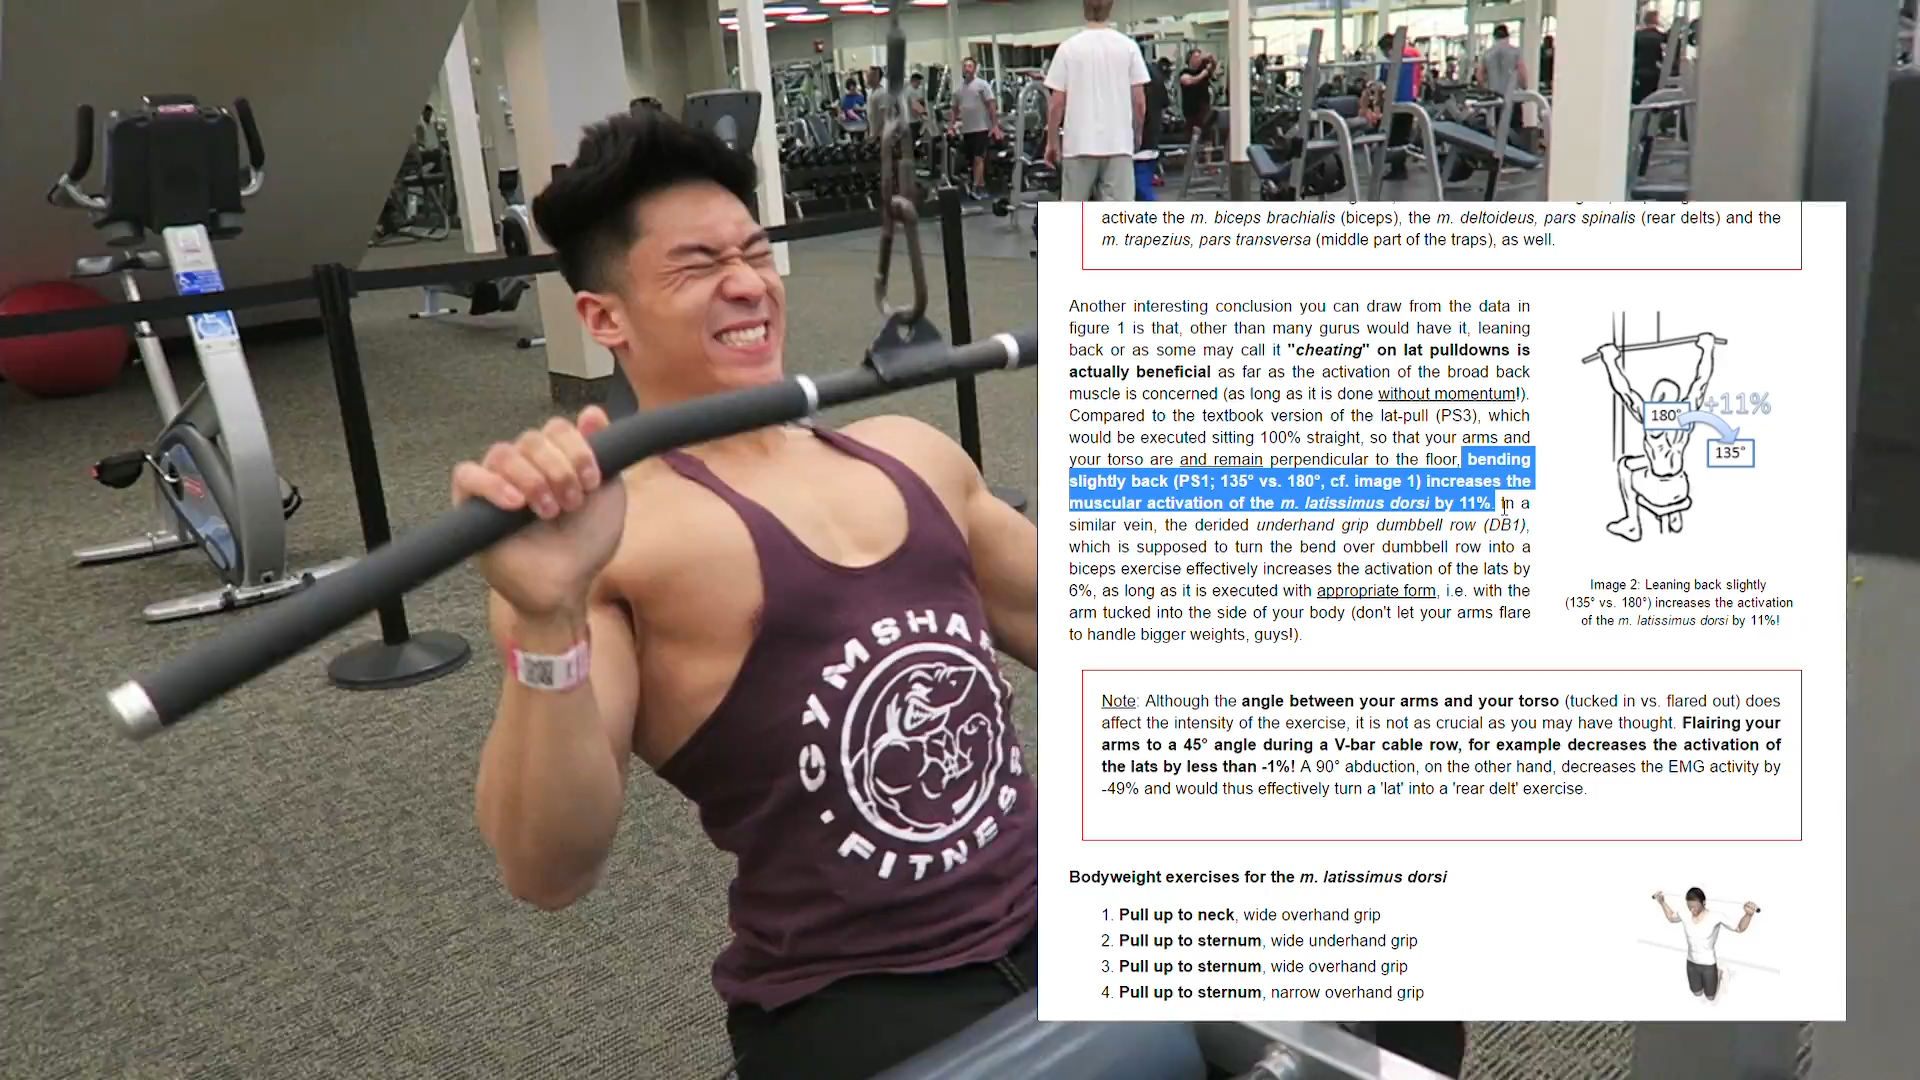 activate the m. biceps brachialis (biceps), the m. deltoideus, pars spinalis (rear delts) and the
m. trapezius, pars transversa (middle part of the traps), as well.
Another interesting conclusion you can draw from the data in
figure 1 is that, other than many gurus would have it, leaning
back or as some may call it "cheating" on lat pulldowns is
actually beneficial as far as the activation of the broad back
muscle is concerned (as long as it is done without momentum!).
Compared to the textbook version of the lat-pull (PS3), which
would be executed sitting 100% straight, so that your arms and
your torso are and remain perpendicular to the floor, bending
slightly back (PS1; 135° vs. 180°, cf. image 1) increases the
muscular activation of the m. latissimus dorsi by 11%. In a
similar vein, the derided underhand grip dumbbell row (DB1),
which is supposed to turn the bend over dumbbell row into a
biceps exercise effectively increases the activation of the lats by
6%, as long as it is executed with appropriate form, i.e. with the
arm tucked into the side of your body (don't let your arms flare
to handle bigger weights, guys!).
+11%
180°
135°
Image 2: Leaning back slightly
(135° vs. 180°) increases the activation
of the m. latissimus dorsi by 11%!
Note: Although the angle between your arms and your torso (tucked in vs. flared out) does
affect the intensity of the exercise, it is not as crucial as you may have thought. Flairing your
arms to a 45° angle during a V-bar cable row, for example decreases the activation of
the lats by less than -1%! A 90° abduction, on the other hand, decreases the EMG activity by
-49% and would thus effectively turn a 'lat' into a 'rear delt' exercise.
Bodyweight exercises for the m. latissimus dorsi
1. Pull up to neck, wide overhand grip
2. Pull up to sternum, wide underhand grip
3. Pull up to sternum, wide overhand grip
4. Pull up to sternum, narrow overhand grip
GYMSHAR
FITNESS